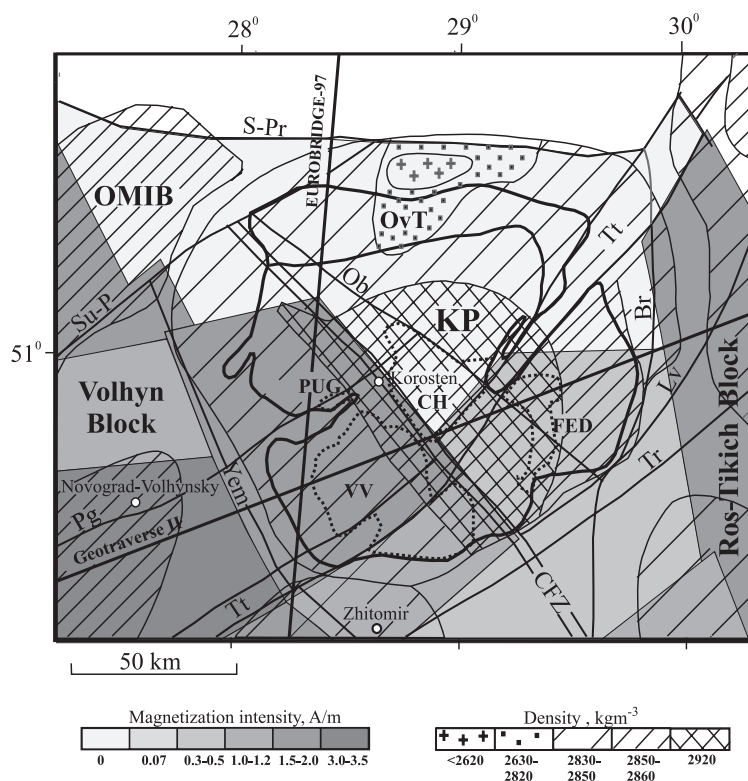 28⁰
29⁰
30⁰
EUROBRIDGE-97
S-Pr
OMIB
OvT
Tt
Ob
Su-P
KP
Br
51⁰
Lv
PUG
Korosten
CH
Volhyn
Block
FED
Yem
Tr
VV
Novograd-Volhynsky
Pg
Geotraverse II
Ros-Tikich Block
Tt
CFZ
Zhitomir
50 km
Magnetization intensity, A/m
0 0.07 0.3-0.5 1.0-1.2 1.5-2.0 3.0-3.5
Density , kgm⁻³
<2620 2630-2820 2830-2850 2850-2860 2920